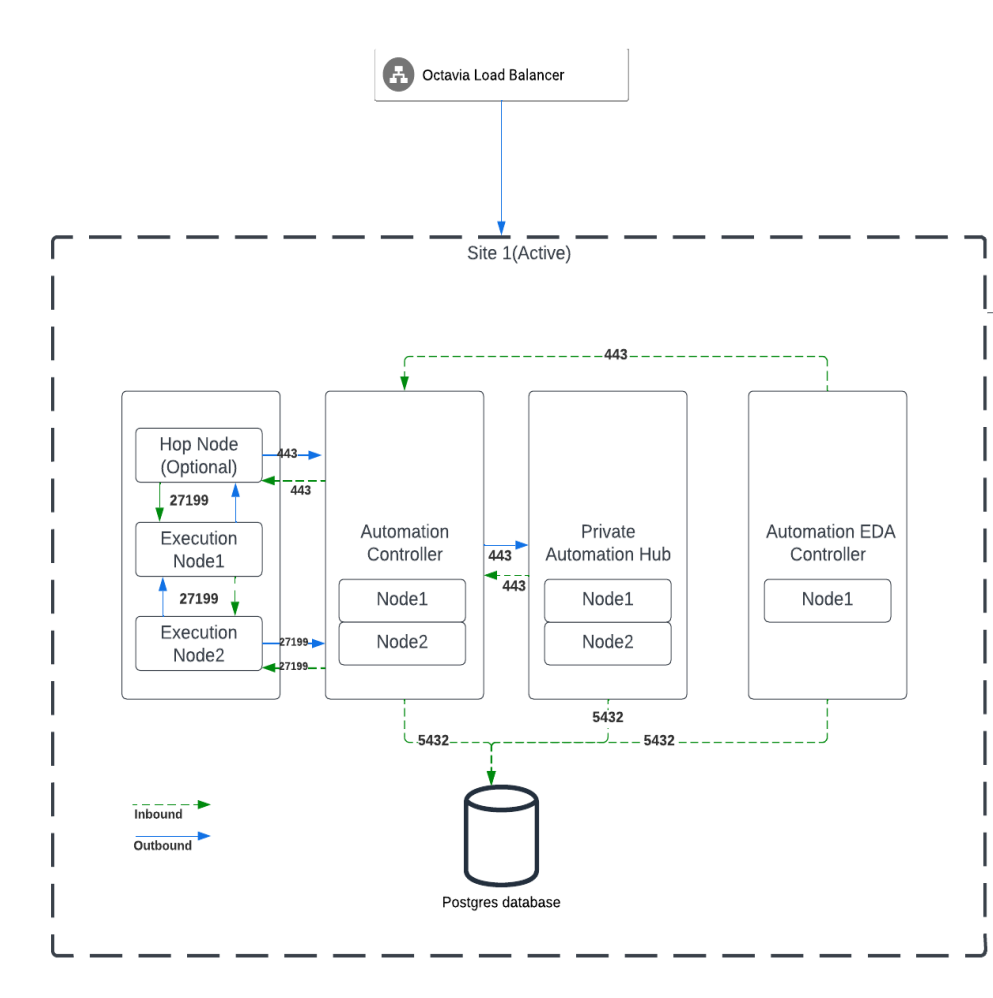 Octavia Load Balancer
Site 1(Active)
443
Hop Node
(Optional)
443
443
27199
Execution
Node1
27199
Execution
Node2
27199
27199
Automation
Controller
Node1
Node2
443
443
Private
Automation Hub
Node1
Node2
Automation EDA
Controller
Node1
5432
5432
5432
Inbound
Outbound
Postgres database